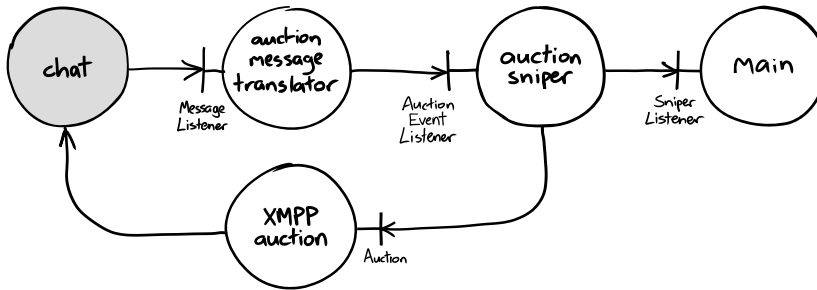 chat
auction
message
translator
auction
sniper
Main
Message
Listener
Auction
Event
Listener
Sniper
Listener
XMPP
auction
Auction